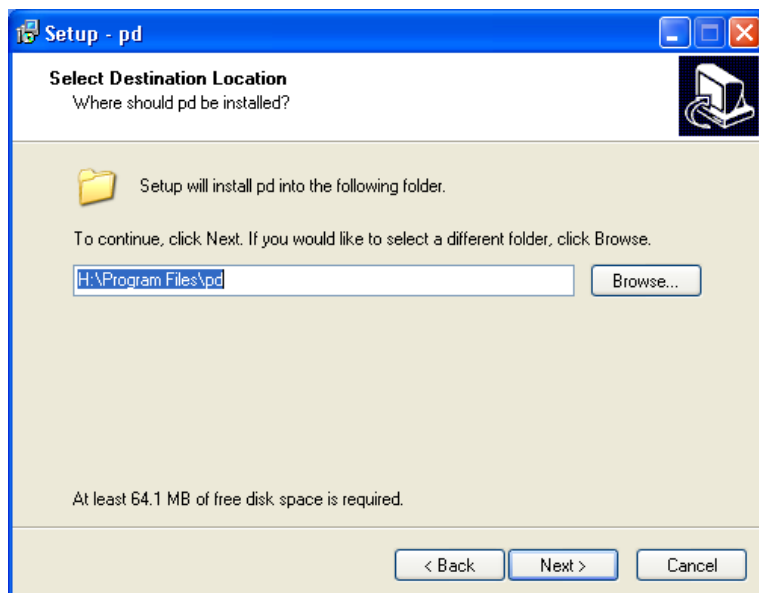 Setup - pd
Select Destination Location
Where should pd be installed?
Setup will install pd into the following folder.
To continue, click Next. If you would like to select a different folder, click Browse.
H:\Program Files\pd
Browse...
At least 64.1 MB of free disk space is required.
< Back
Next >
Cancel